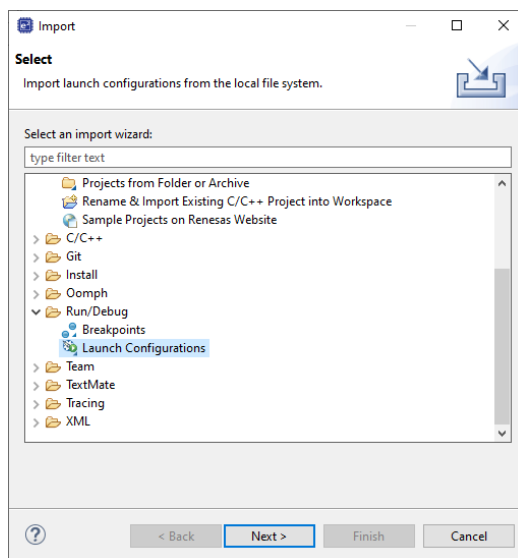 Import
Select
Import launch configurations from the local file system.
Select an import wizard:
type filter text
Projects from Folder or Archive
Rename & Import Existing C/C++ Project into Workspace
Sample Projects on Renesas Website
C/C++
Git
Install
Oomph
Run/Debug
Breakpoints
Launch Configurations
Team
TextMate
Tracing
XML
? < Back Next > Finish Cancel